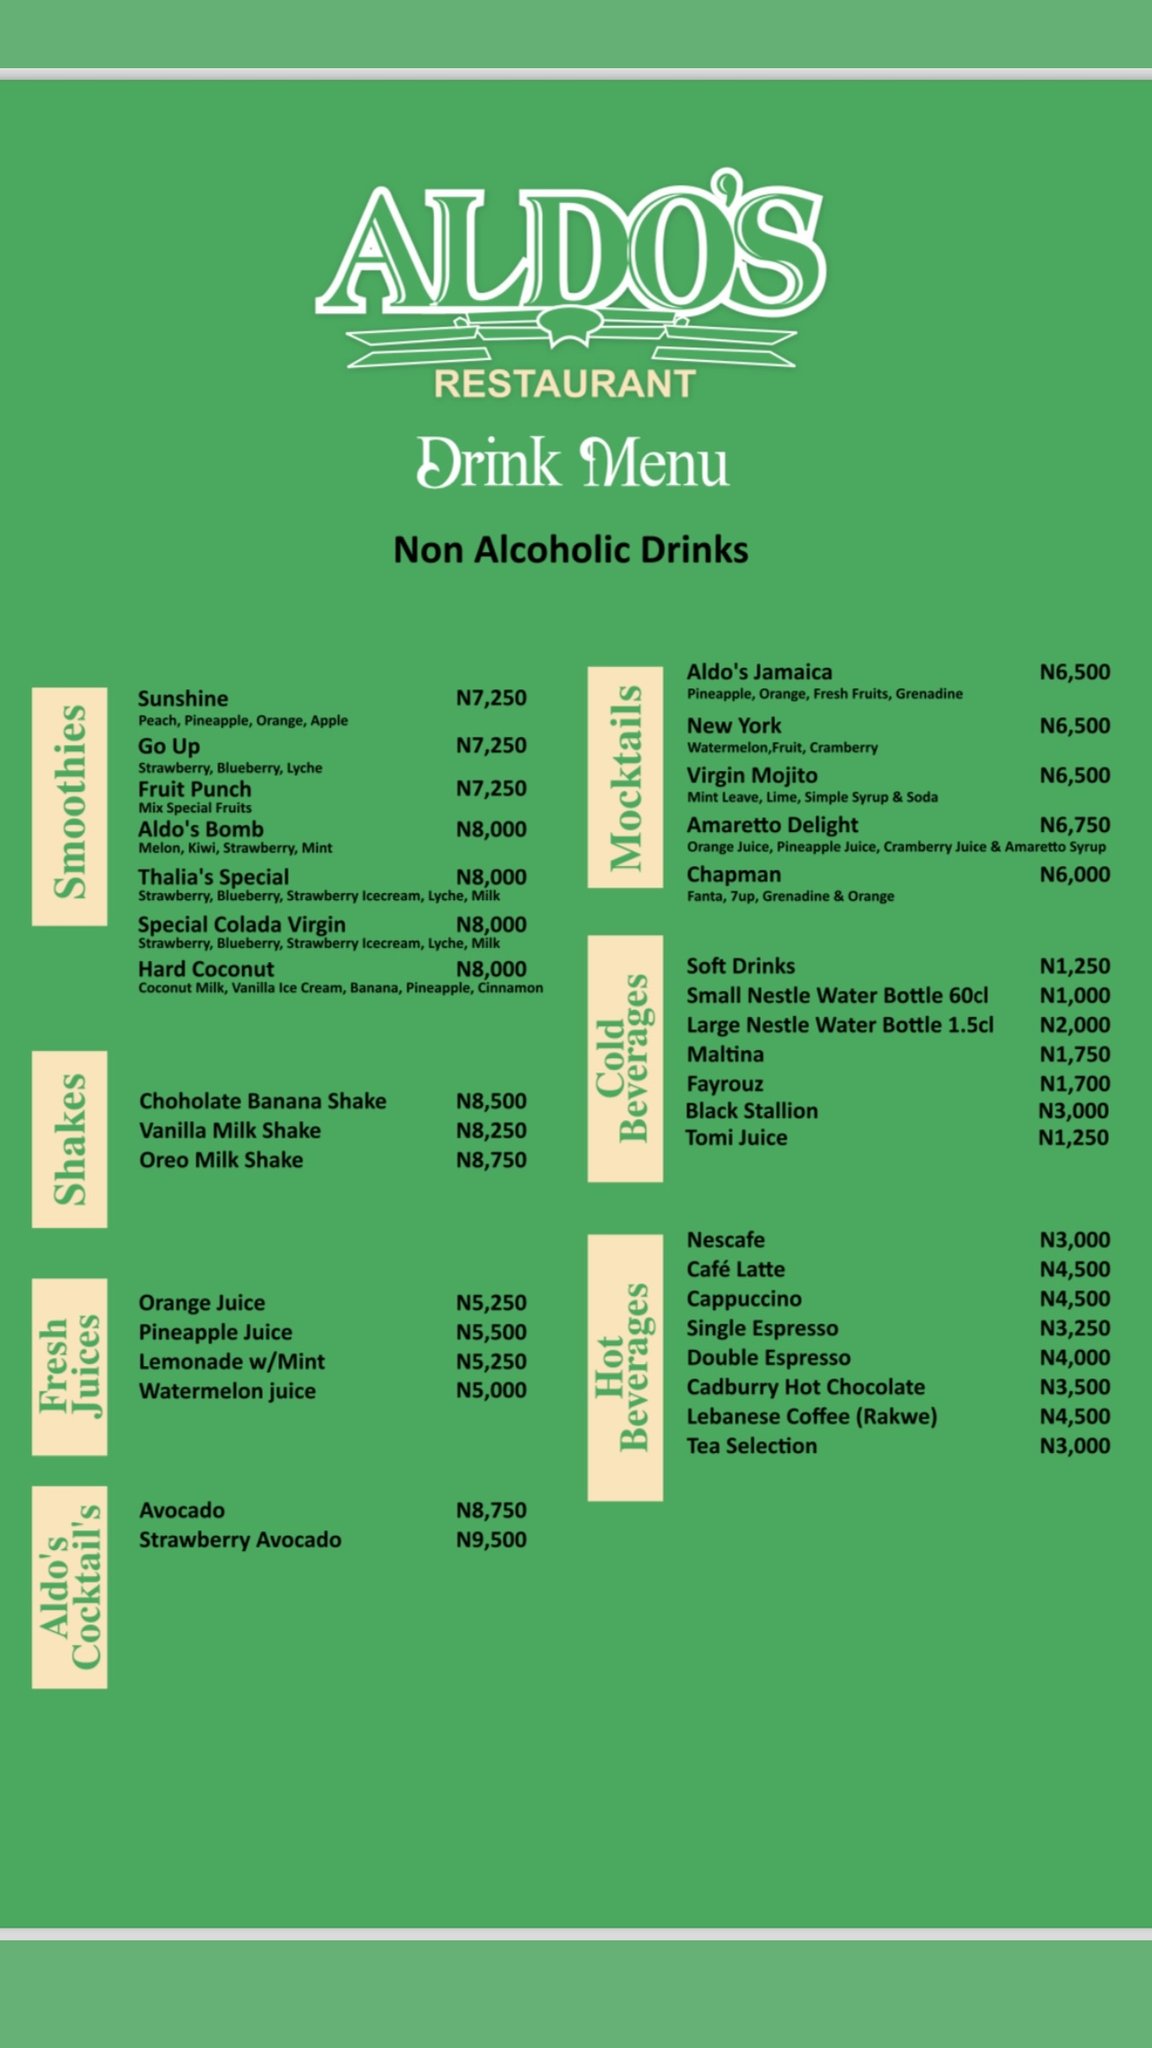 ALDO'S
RESTAURANT
Drink Menu
Non Alcoholic Drinks
Smoothies
Sunshine N7,250
Peach, Pineapple, Orange, Apple
Go Up N7,250
Strawberry, Blueberry, Lyche
Fruit Punch N7,250
Mix Special Fruits
Aldo's Bomb N8,000
Melon, Kiwi, Strawberry, Mint
Thalia's Special N8,000
Strawberry, Blueberry, Strawberry Icecream, Lyche, Milk
Special Colada Virgin N8,000
Strawberry, Blueberry, Strawberry Icecream, Lyche, Milk
Hard Coconut N8,000
Coconut Milk, Vanilla Ice Cream, Banana, Pineapple, Cinnamon
Shakes
Choholate Banana Shake N8,500
Vanilla Milk Shake N8,250
Oreo Milk Shake N8,750
Fresh
Juices
Orange Juice N5,250
Pineapple Juice N5,500
Lemonade w/Mint N5,250
Watermelon juice N5,000
Aldo's
Cocktail's
Avocado N8,750
Strawberry Avocado N9,500
Mocktails
Aldo's Jamaica N6,500
Pineapple, Orange, Fresh Fruits, Grenadine
New York N6,500
Watermelon,Fruit, Cramberry
Virgin Mojito N6,500
Mint Leave, Lime, Simple Syrup & Soda
Amaretto Delight N6,750
Orange Juice, Pineapple Juice, Cramberry Juice & Amaretto Syrup
Chapman N6,000
Fanta, 7up, Grenadine & Orange
Cold
Beverages
Soft Drinks N1,250
Small Nestle Water Bottle 60cl N1,000
Large Nestle Water Bottle 1.5cl N2,000
Maltina N1,750
Fayrouz N1,700
Black Stallion N3,000
Tomi Juice N1,250
Hot
Beverages
Nescafe N3,000
Café Latte N4,500
Cappuccino N4,500
Single Espresso N3,250
Double Espresso N4,000
Cadburry Hot Chocolate N3,500
Lebanese Coffee (Rakwe) N4,500
Tea Selection N3,000